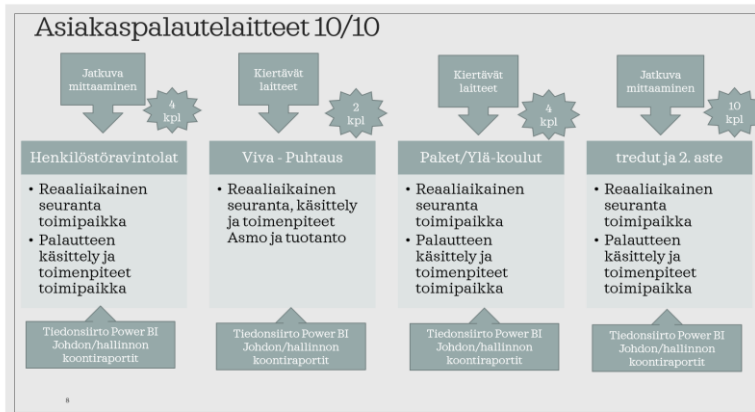 Asiakaspalautelaitteet 10/10
Jatkuva
mittaaminen
4
kpl
Henkilöstöravintolat
• Reaaliaikainen
seuranta
toimipaikka
• Palautteen
käsittely ja
toimenpiteet
toimipaikka
Tiedonsiirto Power BI
Johdon/hallinnon
koontiraportit
Kiertävät
laitteet
2
kpl
Viva - Puhtaus
• Reaaliaikainen
seuranta, käsittely
ja toimenpiteet
Asmo ja tuotanto
Tiedonsiirto Power BI
Johdon/hallinnon
koontiraportit
Kiertävät
laitteet
4
kpl
Paket/Ylä-koulut
• Reaaliaikainen
seuranta
toimipaikka
• Palautteen
käsittely ja
toimenpiteet
toimipaikka
Tiedonsiirto Power BI
Johdon/hallinnon
koontiraportit
Jatkuva
mittaaminen
10
kpl
tredut ja 2. aste
• Reaaliaikainen
seuranta
toimipaikka
• Palautteen
käsittely ja
toimenpiteet
toimipaikka
Tiedonsiirto Power BI
Johdon/hallinnon
koontiraportit